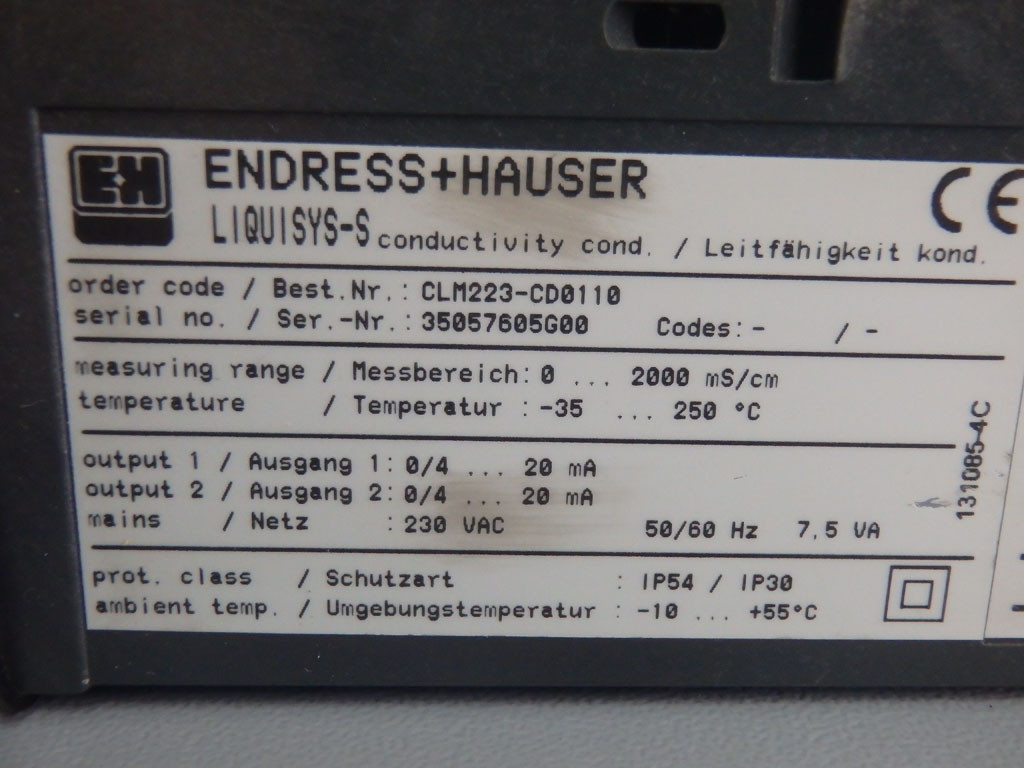 E+H
ENDRESS+HAUSER
CE
LIQUISYS-S conductivity cond. / Leitfähigkeit kond.
order code / Best.Nr.: CLM223-CD0110
serial no. / Ser.-Nr.: 35057605G00 Codes: - / -
measuring range / Messbereich: 0 ... 2000 mS/cm
temperature / Temperatur : -35 ... 250 °C
output 1 / Ausgang 1: 0/4 ... 20 mA
output 2 / Ausgang 2: 0/4 ... 20 mA
mains / Netz : 230 VAC 50/60 Hz 7,5 VA
131085-4C
prot. class / Schutzart : IP54 / IP30
ambient temp. / Umgebungstemperatur : -10 ... +55°C